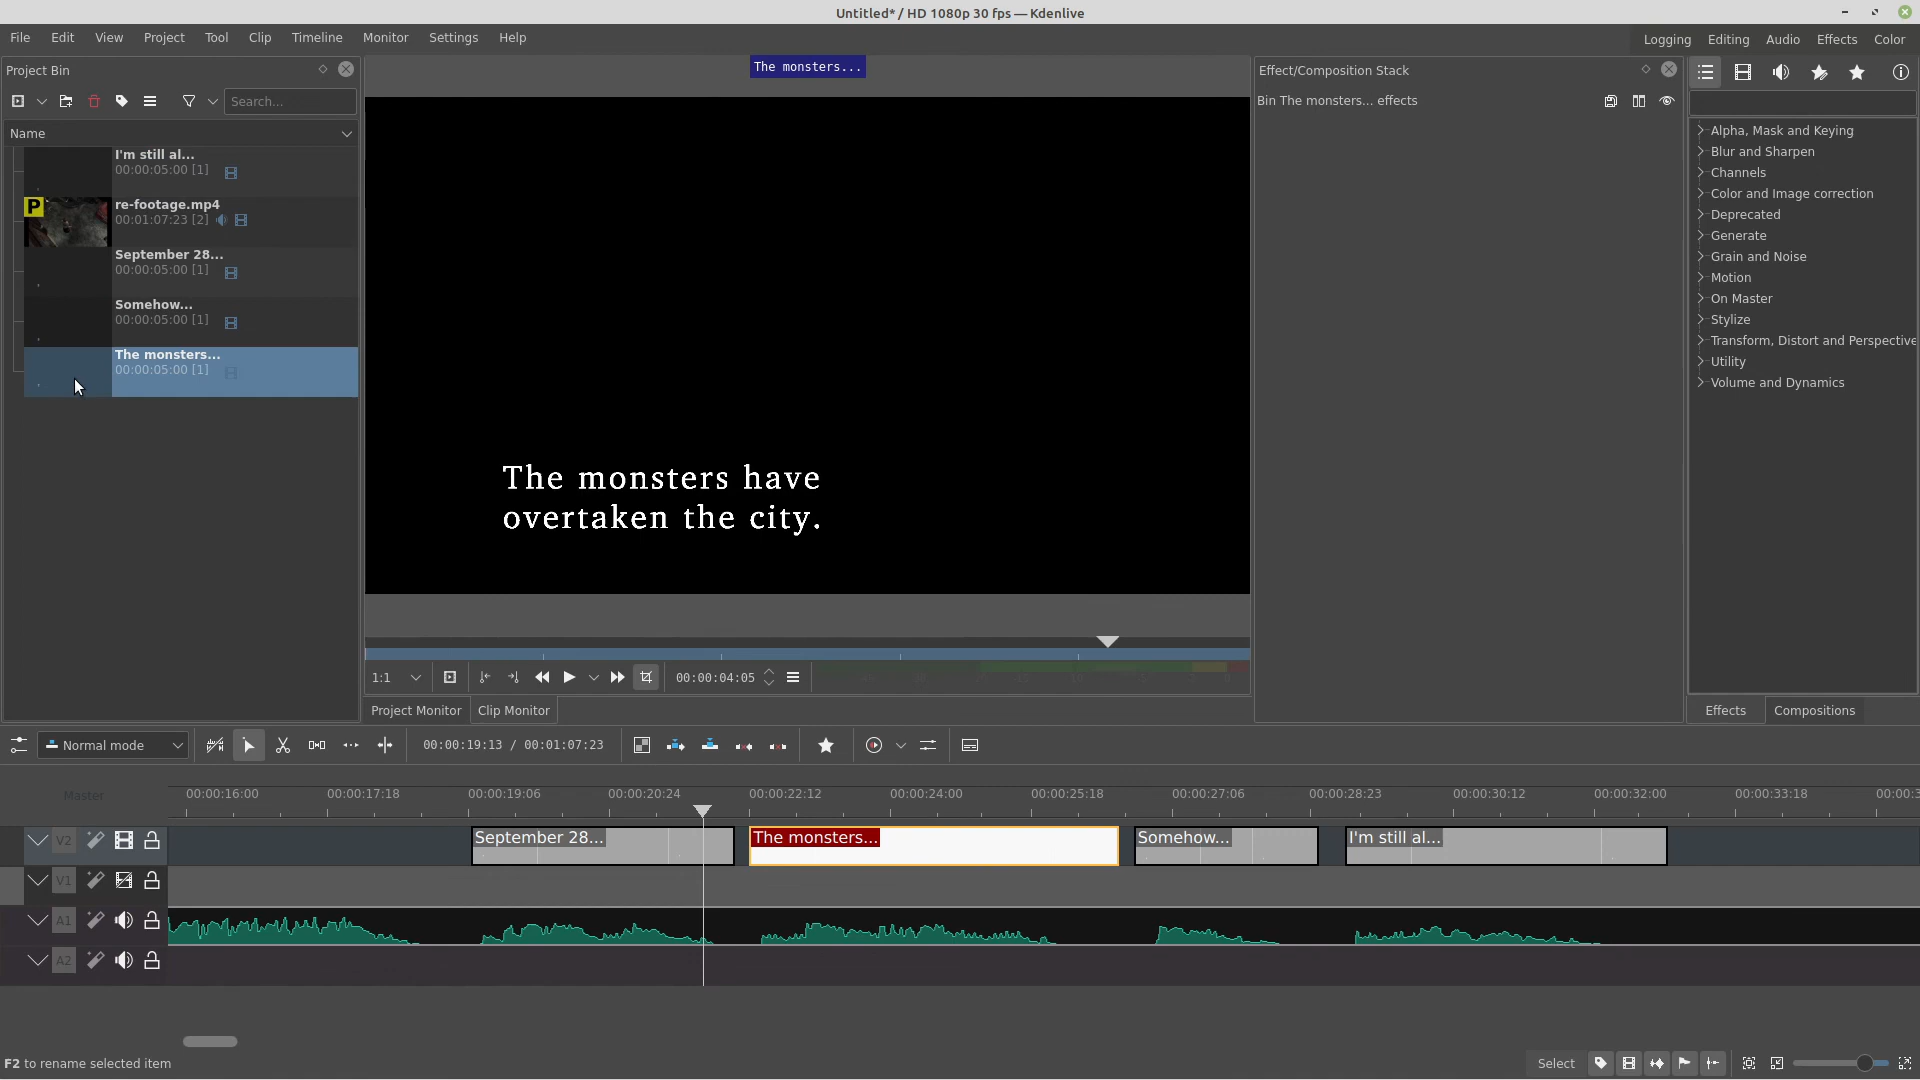 Untitled* / HD 1080p 30 fps — Kdenlive
File Edit View Project Tool Clip Timeline Monitor Settings Help
Logging Editing Audio Effects Color
Project Bin
Search...
Name
I'm still al...
00:00:05:00 [1]
P
re-footage.mp4
00:01:07:23 [2]
September 28...
00:00:05:00 [1]
Somehow...
00:00:05:00 [1]
The monsters...
00:00:05:00 [1]
The monsters...
The monsters have
overtaken the city.
1:1
00:00:04:05
Project Monitor
Clip Monitor
Effect/Composition Stack
Bin The monsters... effects
Alpha, Mask and Keying
Blur and Sharpen
Channels
Color and Image correction
Deprecated
Generate
Grain and Noise
Motion
On Master
Stylize
Transform, Distort and Perspective
Utility
Volume and Dynamics
Effects
Compositions
Normal mode
00:00:19:13 / 00:01:07:23
Master
00:00:16:00 00:00:17:18 00:00:19:06 00:00:20:24 00:00:22:12 00:00:24:00 00:00:25:18 00:00:27:06 00:00:28:23 00:00:30:12 00:00:32:00 00:00:33:18
V2
September 28...
The monsters...
Somehow...
I'm still al...
V1
A1
A2
F2 to rename selected item
Select